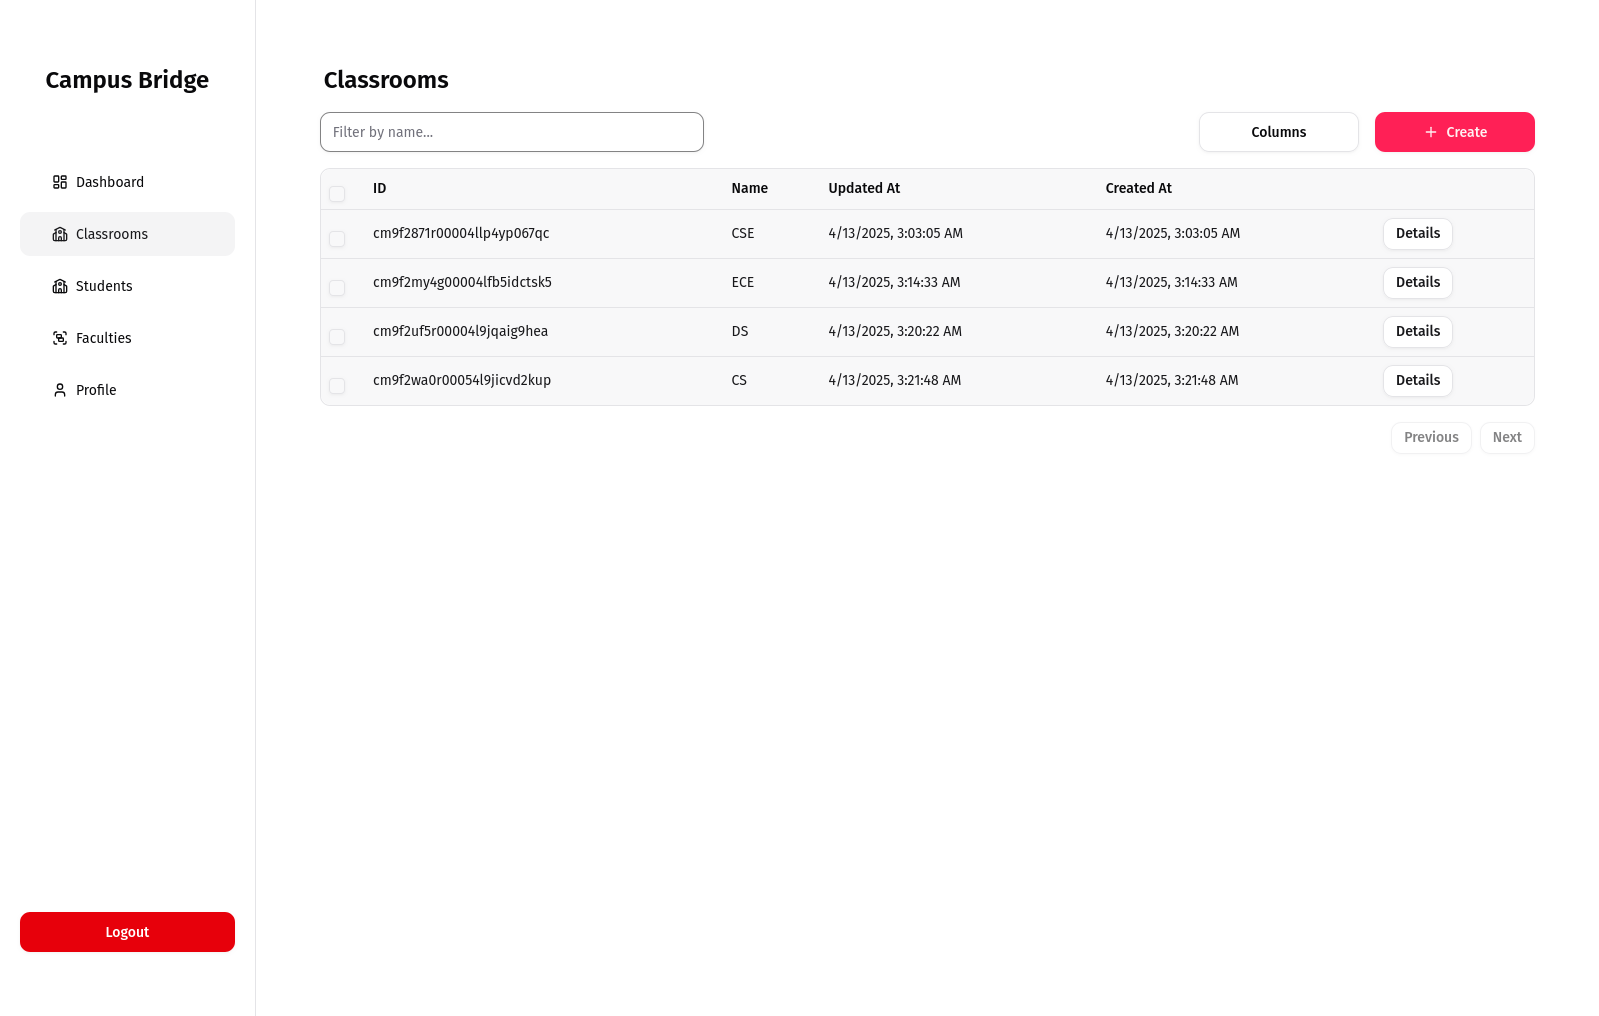 Campus Bridge
Dashboard
Classrooms
Students
Faculties
Profile
Logout
Classrooms
Filter by name...
Columns
Create
ID Name Updated At Created At
cm9f2871r00004llp4yp067qc CSE 4/13/2025, 3:03:05 AM 4/13/2025, 3:03:05 AM Details
cm9f2my4g00004lfb5idctsk5 ECE 4/13/2025, 3:14:33 AM 4/13/2025, 3:14:33 AM Details
cm9f2uf5r00004l9jqaig9hea DS 4/13/2025, 3:20:22 AM 4/13/2025, 3:20:22 AM Details
cm9f2wa0r00054l9jicvd2kup CS 4/13/2025, 3:21:48 AM 4/13/2025, 3:21:48 AM Details
Previous Next